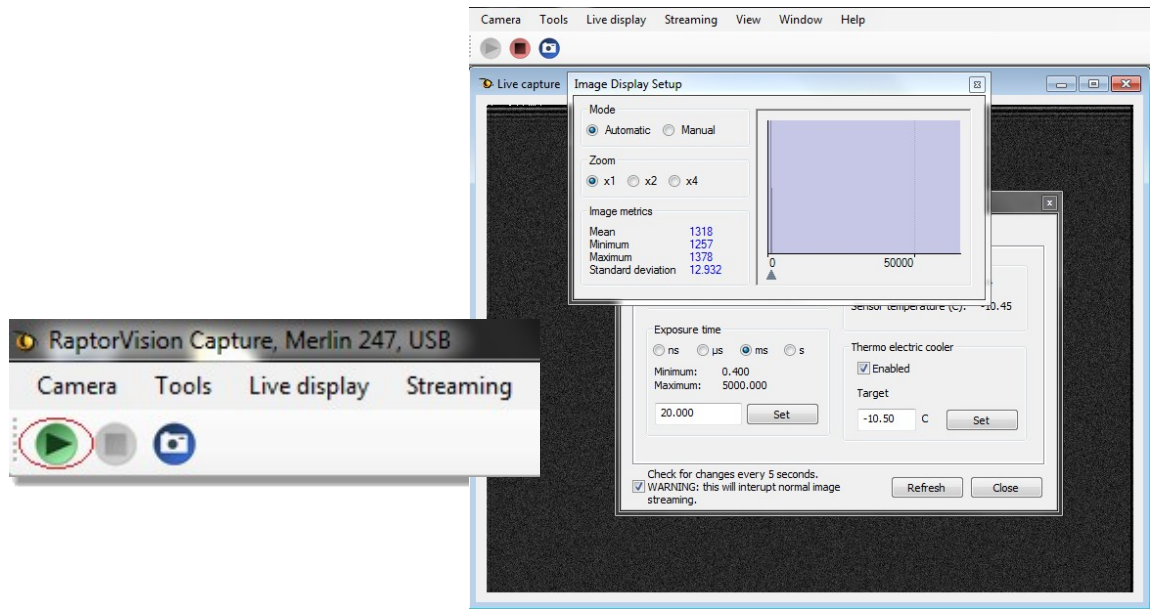 Camera Tools Live display Streaming View Window Help
Live capture
Image Display Setup
Mode
Automatic Manual
Zoom
x1 x2 x4
Image metrics
Mean 1318
Minimum 1257
Maximum 1378
Standard deviation 12.932
0 50000
Sensor temperature (C): -10.45
Exposure time
ns µs ms s
Minimum: 0.400
Maximum: 5000.000
20.000 Set
Thermo electric cooler
Enabled
Target
-10.50 C Set
Check for changes every 5 seconds.
WARNING: this will interupt normal image
streaming.
Refresh Close
RaptorVision Capture, Merlin 247, USB
Camera Tools Live display Streaming